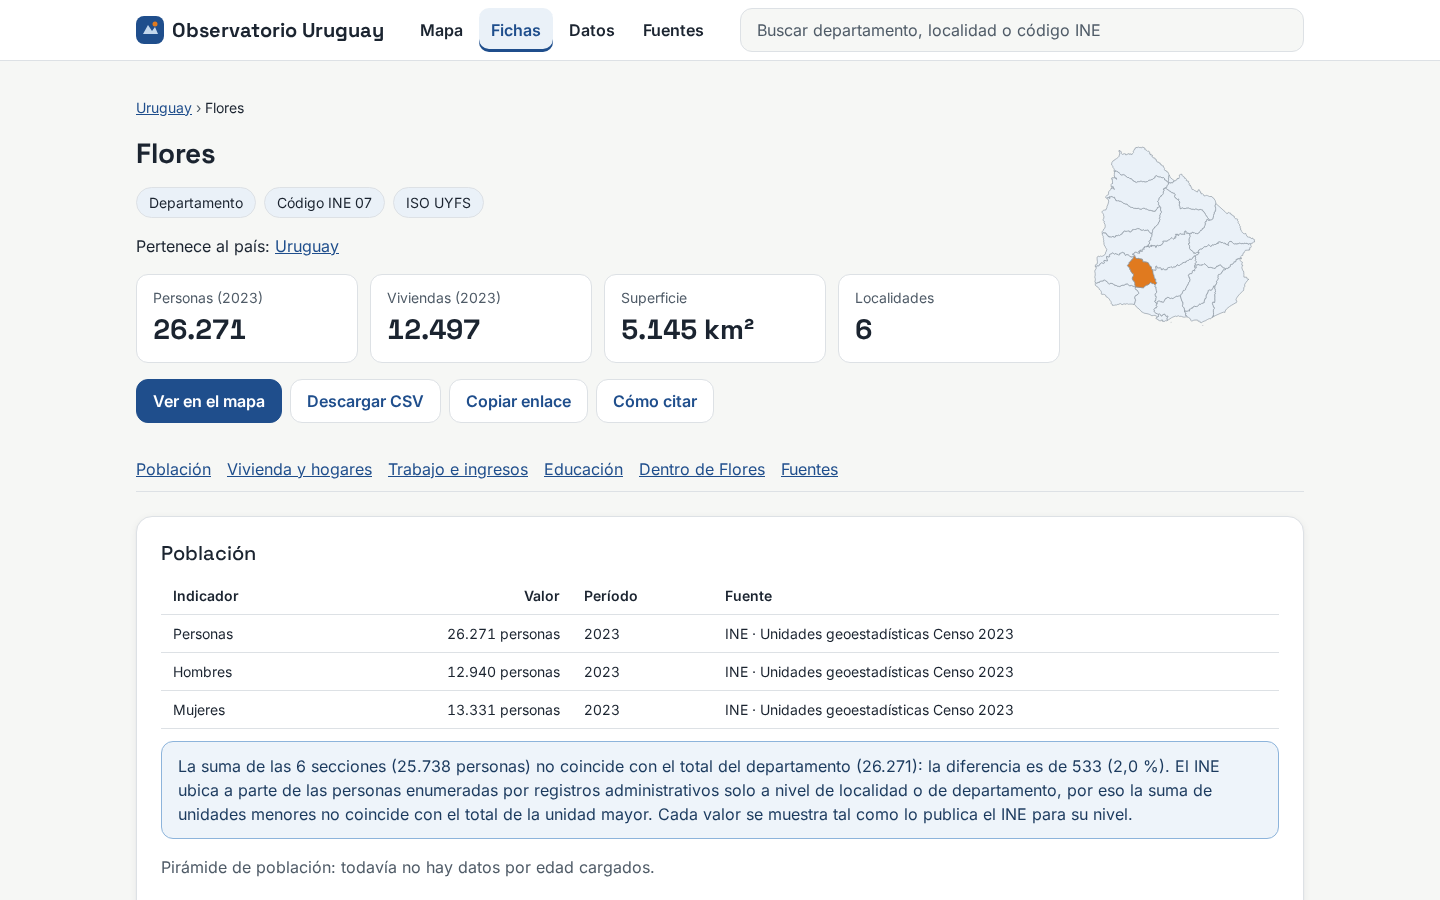 Observatorio Uruguay
Mapa
Fichas
Datos
Fuentes
Buscar departamento, localidad o código INE
Uruguay › Flores
Flores
Departamento
Código INE 07
ISO UYFS
Pertenece al país: Uruguay
Personas (2023)
26.271
Viviendas (2023)
12.497
Superficie
5.145 km²
Localidades
6
Ver en el mapa
Descargar CSV
Copiar enlace
Cómo citar
Población
Vivienda y hogares
Trabajo e ingresos
Educación
Dentro de Flores
Fuentes
Población
Indicador Valor Período Fuente
Personas 26.271 personas 2023 INE · Unidades geoestadísticas Censo 2023
Hombres 12.940 personas 2023 INE · Unidades geoestadísticas Censo 2023
Mujeres 13.331 personas 2023 INE · Unidades geoestadísticas Censo 2023
La suma de las 6 secciones (25.738 personas) no coincide con el total del departamento (26.271): la diferencia es de 533 (2,0 %). El INE
ubica a parte de las personas enumeradas por registros administrativos solo a nivel de localidad o de departamento, por eso la suma de
unidades menores no coincide con el total de la unidad mayor. Cada valor se muestra tal como lo publica el INE para su nivel.
Pirámide de población: todavía no hay datos por edad cargados.